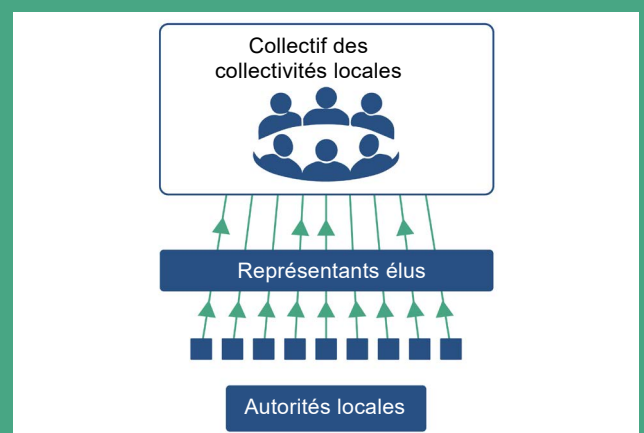 Collectif des
collectivités locales
Représentants élus
Autorités locales